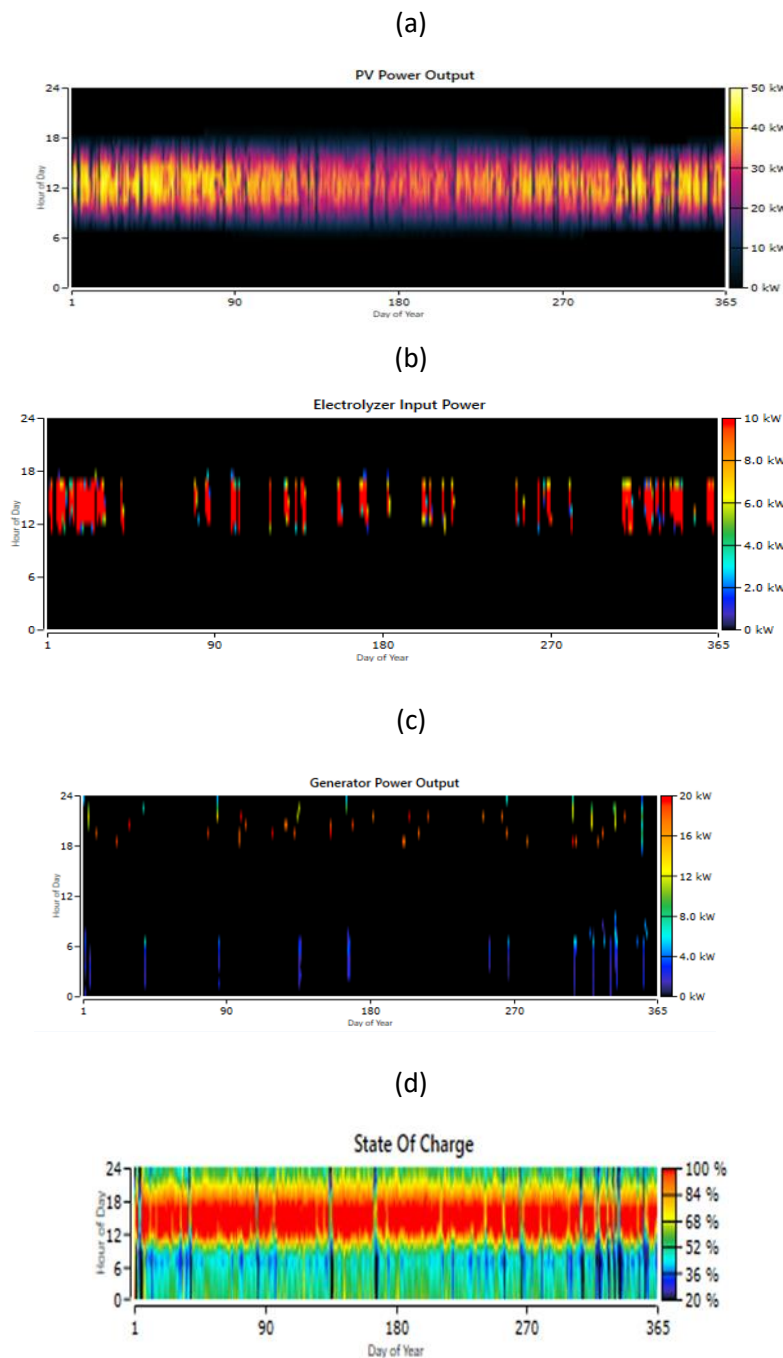 (a)
PV Power Output
24
18
12
6
0
Hour of Day
1 90 180 270 365
Day of Year
50 kW
40 kW
30 kW
20 kW
10 kW
0 kW
(b)
Electrolyzer Input Power
24
18
12
6
0
Hour of Day
1 90 180 270 365
Day of Year
10 kW
8.0 kW
6.0 kW
4.0 kW
2.0 kW
0 kW
(c)
Generator Power Output
24
18
12
6
0
Hour of Day
1 90 180 270 365
Day of Year
20 kW
16 kW
12 kW
8.0 kW
4.0 kW
0 kW
(d)
State Of Charge
24
18
12
6
0
Hour of Day
1 90 180 270 365
Day of Year
100 %
84 %
68 %
52 %
36 %
20 %